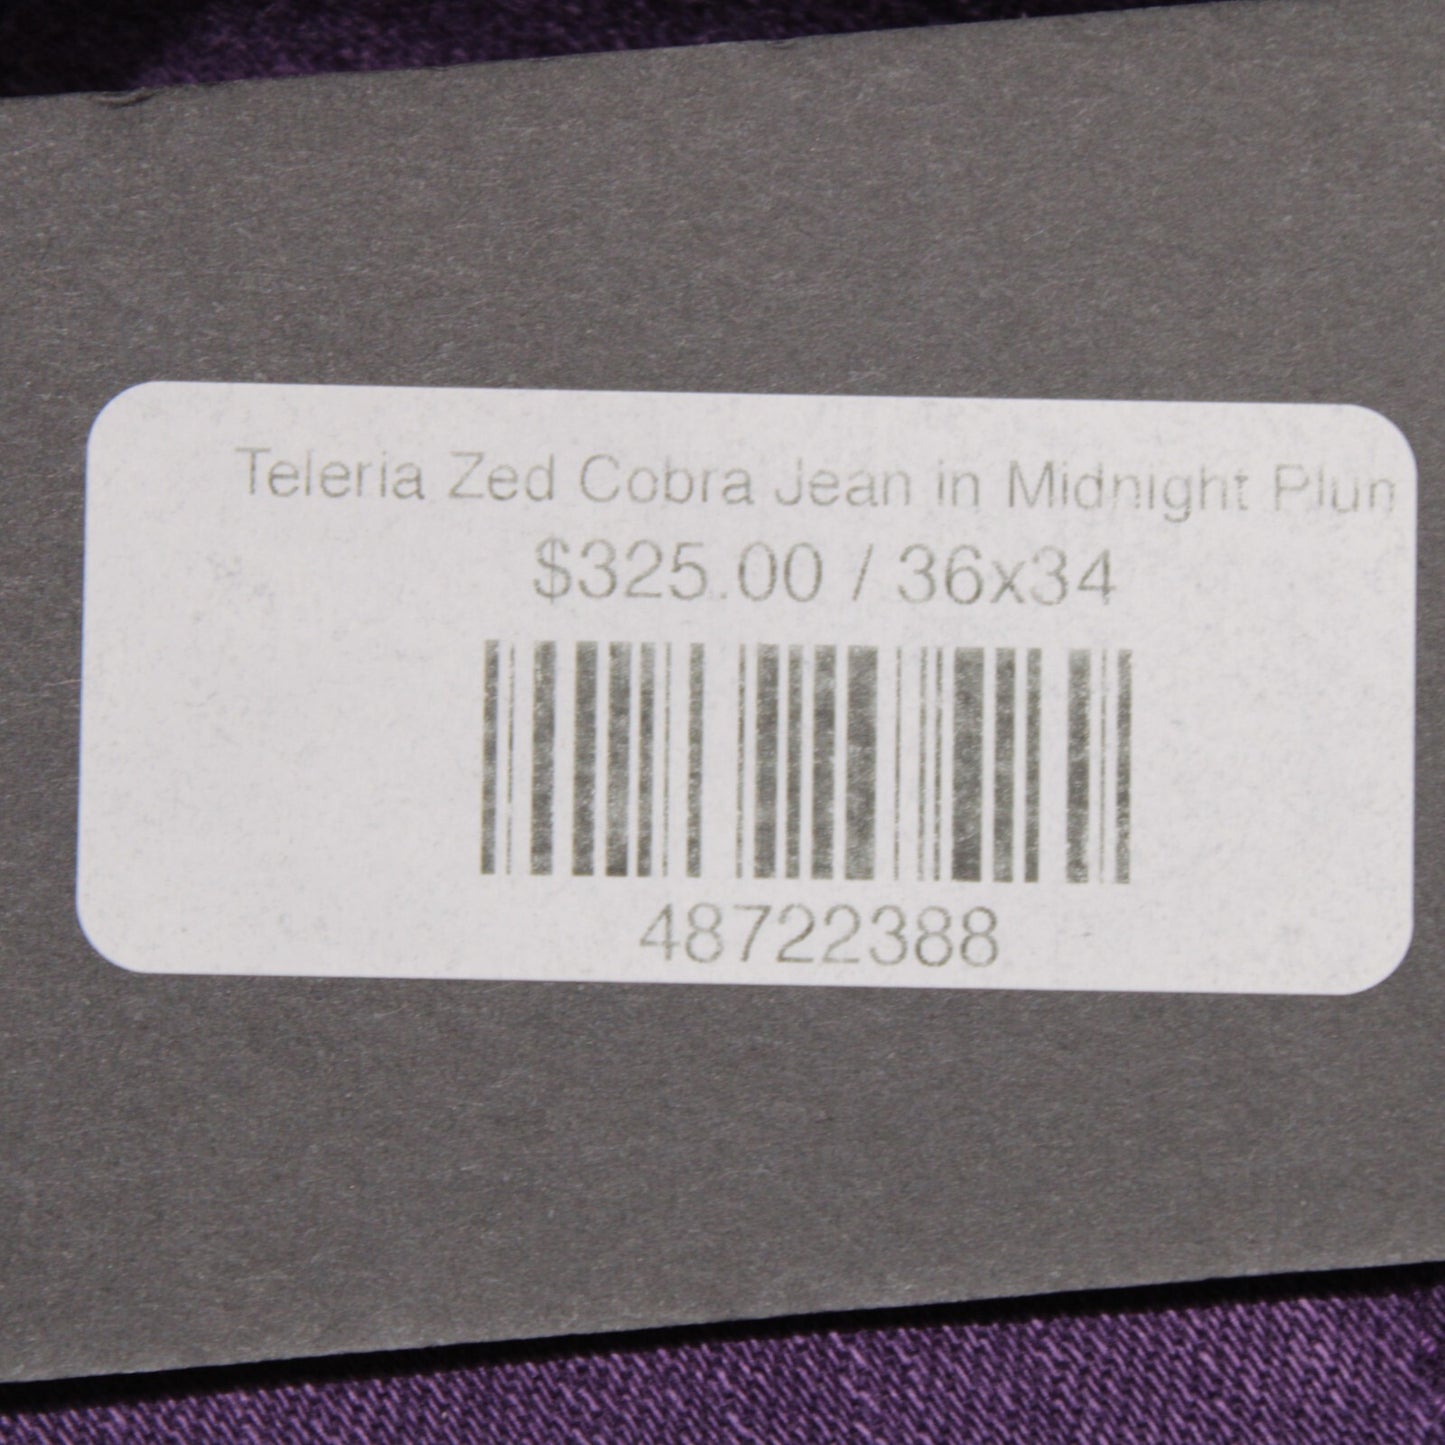 Teleria Zed Cobra Jean in Midnight Plun
$325.00 / 36x34
48722388